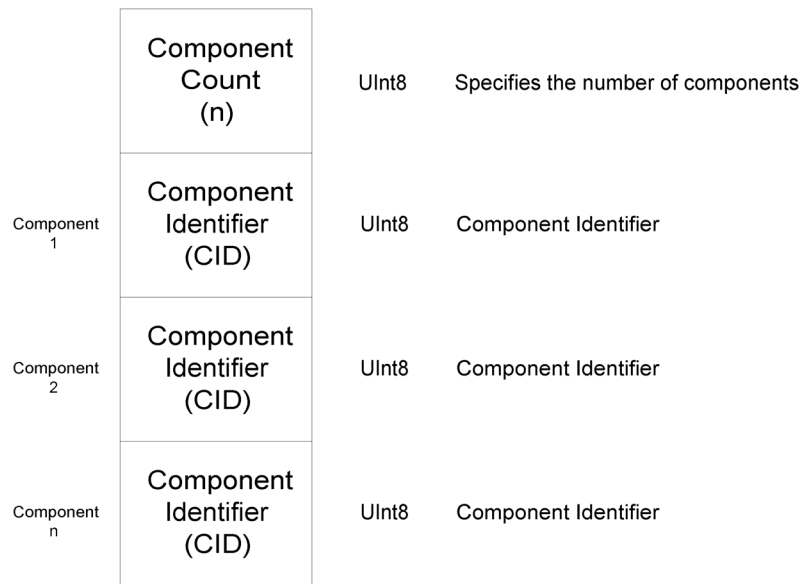 Component
Count
(n)
UInt8
Specifies the number of components
Component
1
Component
Identifier
(CID)
UInt8
Component Identifier
Component
2
Component
Identifier
(CID)
UInt8
Component Identifier
Component
n
Component
Identifier
(CID)
UInt8
Component Identifier